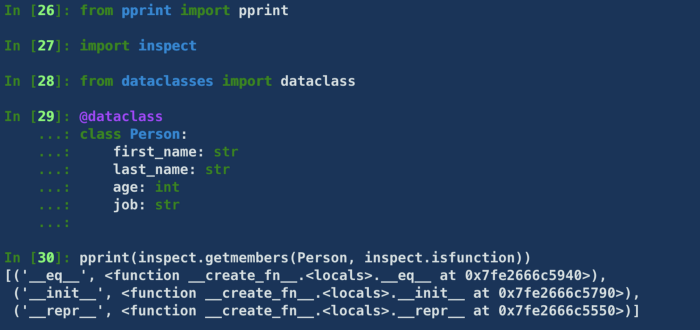 In [26]: from pprint import pprint
In [27]: import inspect
In [28]: from dataclasses import dataclass
In [29]: @dataclass
    ...: class Person:
    ...:     first_name: str
    ...:     last_name: str
    ...:     age: int
    ...:     job: str
    ...:
In [30]: pprint(inspect.getmembers(Person, inspect.isfunction))
[('__eq__', <function __create_fn__.<locals>.__eq__ at 0x7fe2666c5940>),
 ('__init__', <function __create_fn__.<locals>.__init__ at 0x7fe2666c5790>),
 ('__repr__', <function __create_fn__.<locals>.__repr__ at 0x7fe2666c5550>)]